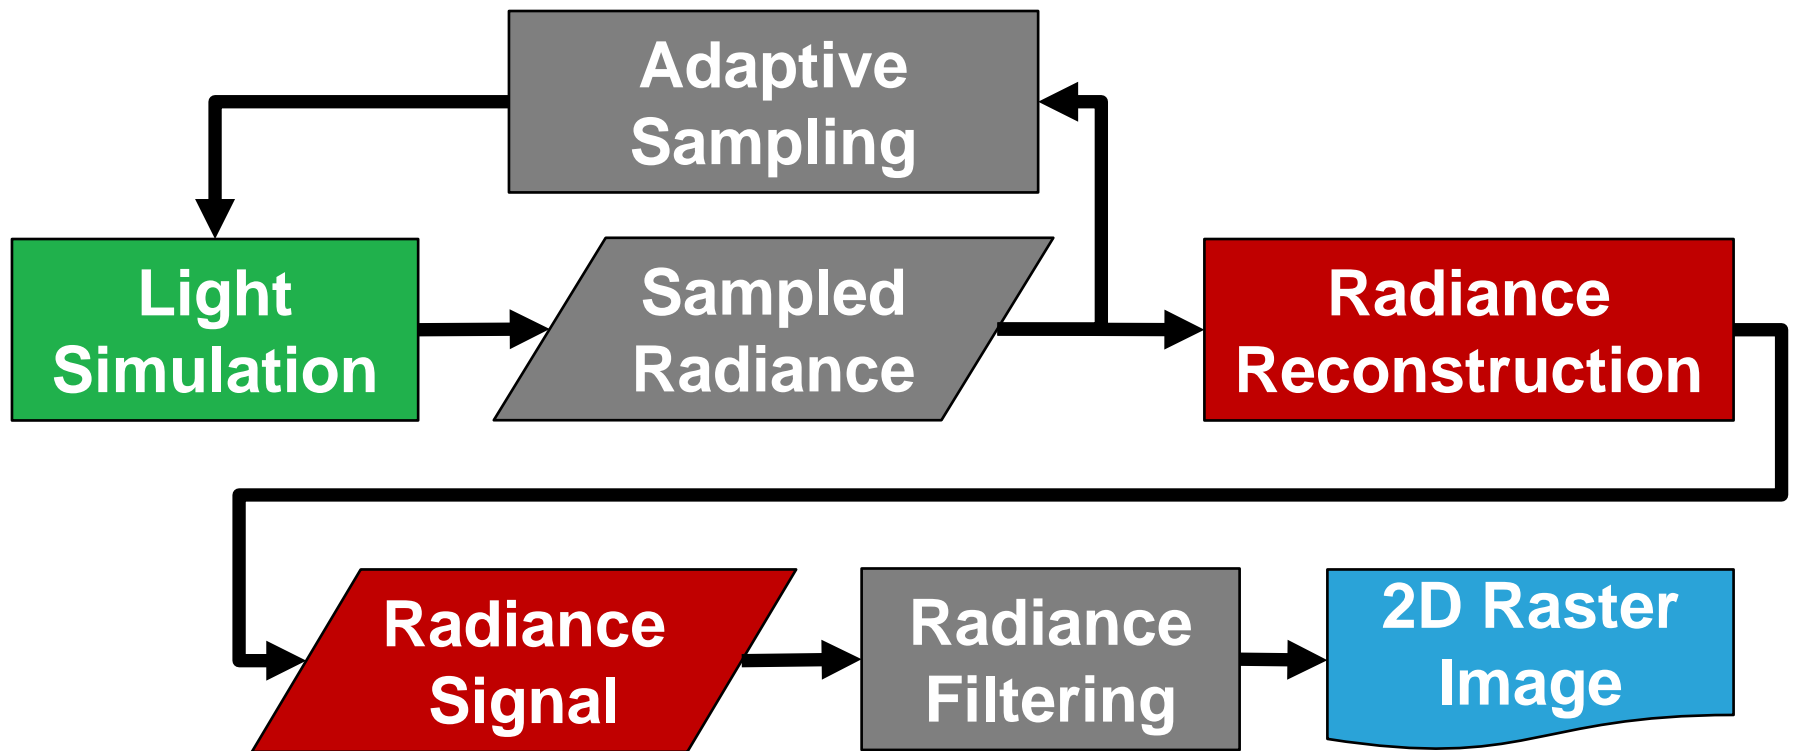 Adaptive
Sampling
Light
Simulation
Sampled
Radiance
Radiance
Reconstruction
Radiance
Signal
Radiance
Filtering
2D Raster
Image